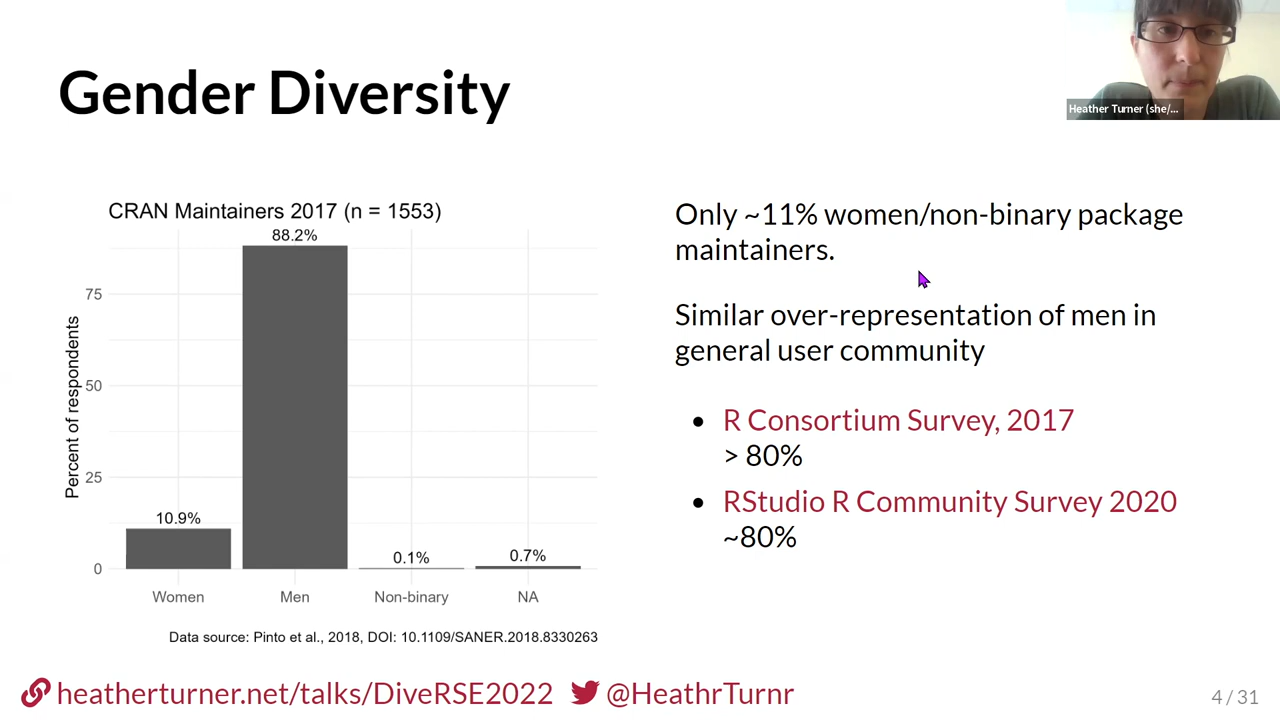 Gender Diversity
Heather Turner (she/...
CRAN Maintainers 2017 (n = 1553)
88.2%
75
50
25
0
Percent of respondents
10.9%
0.1%
0.7%
Women
Men
Non-binary
NA
Data source: Pinto et al., 2018, DOI: 10.1109/SANER.2018.8330263
Only ~11% women/non-binary package
maintainers.
Similar over-representation of men in
general user community
• R Consortium Survey, 2017
> 80%
• RStudio R Community Survey 2020
~80%
heatherturner.net/talks/DiveRSE2022 @HeathrTurnr
4 / 31